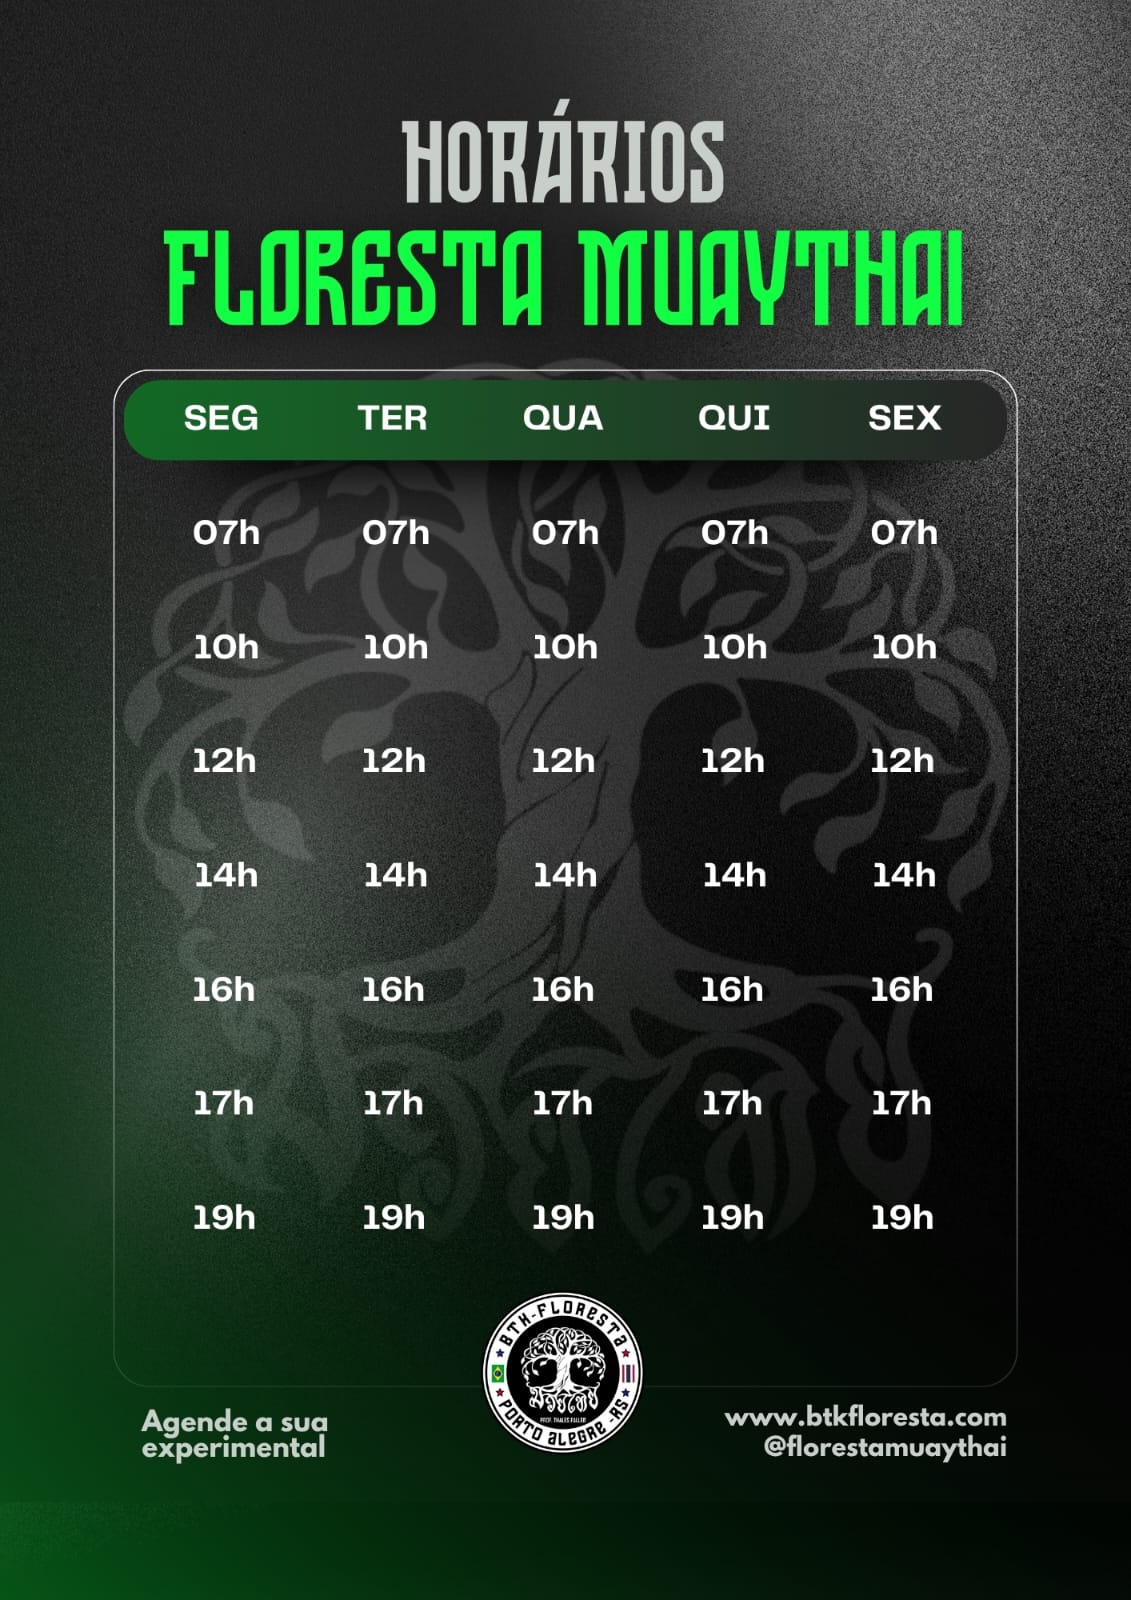 HORÁRIOS
FLORESTA MUAYTHAI
SEG TER QUA QUI SEX
07h 07h 07h 07h 07h
10h 10h 10h 10h 10h
12h 12h 12h 12h 12h
14h 14h 14h 14h 14h
16h 16h 16h 16h 16h
17h 17h 17h 17h 17h
19h 19h 19h 19h 19h
BTK-FLORESTA
PROF. THALES FALLER
PORTO ALEGRE -RS
Agende a sua
experimental
www.btkfloresta.com
@florestamuaythai